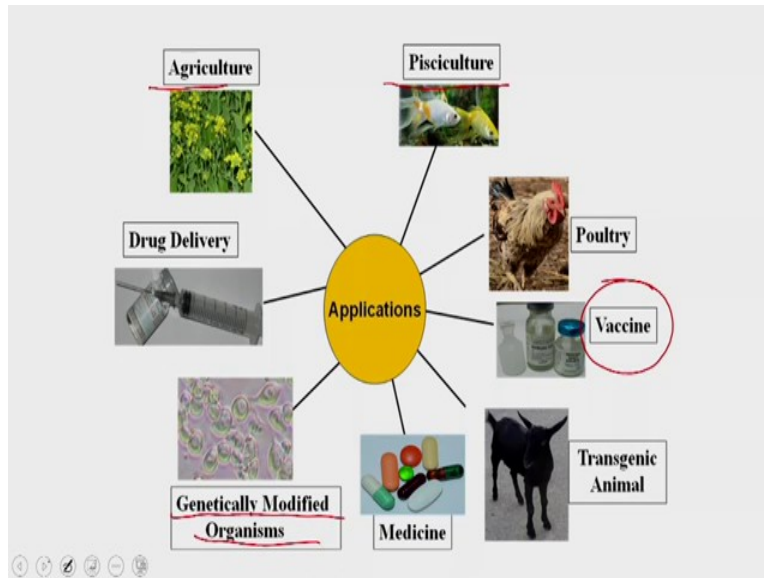 Agriculture
Pisciculture
Drug Delivery
Poultry
Applications
Vaccine
Genetically Modified
Organisms
Medicine
Transgenic
Animal